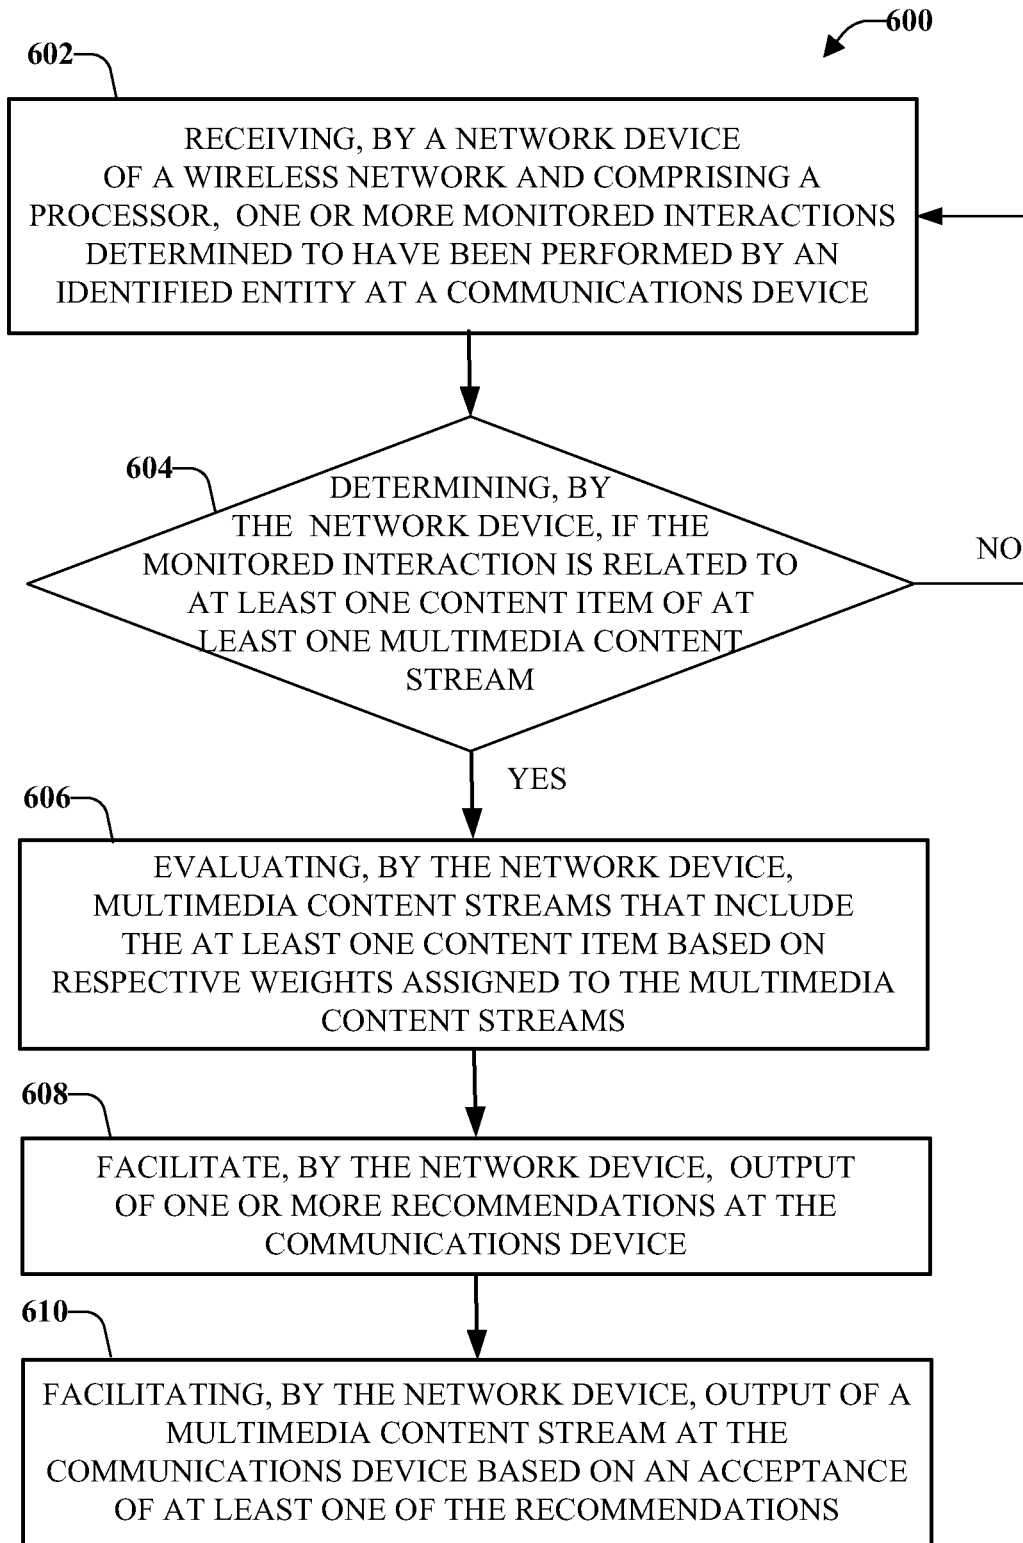 600
602
RECEIVING, BY A NETWORK DEVICE
OF A WIRELESS NETWORK AND COMPRISING A
PROCESSOR, ONE OR MORE MONITORED INTERACTIONS
DETERMINED TO HAVE BEEN PERFORMED BY AN
IDENTIFIED ENTITY AT A COMMUNICATIONS DEVICE
604
DETERMINING, BY
THE NETWORK DEVICE, IF THE
MONITORED INTERACTION IS RELATED TO
AT LEAST ONE CONTENT ITEM OF AT
LEAST ONE MULTIMEDIA CONTENT
STREAM
NO
YES
606
EVALUATING, BY THE NETWORK DEVICE,
MULTIMEDIA CONTENT STREAMS THAT INCLUDE
THE AT LEAST ONE CONTENT ITEM BASED ON
RESPECTIVE WEIGHTS ASSIGNED TO THE MULTIMEDIA
CONTENT STREAMS
608
FACILITATE, BY THE NETWORK DEVICE, OUTPUT
OF ONE OR MORE RECOMMENDATIONS AT THE
COMMUNICATIONS DEVICE
610
FACILITATING, BY THE NETWORK DEVICE, OUTPUT OF A
MULTIMEDIA CONTENT STREAM AT THE
COMMUNICATIONS DEVICE BASED ON AN ACCEPTANCE
OF AT LEAST ONE OF THE RECOMMENDATIONS